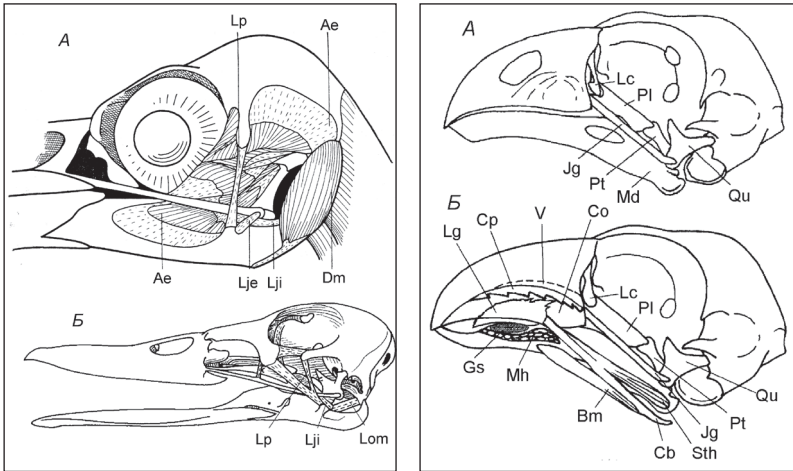 А
Lp
Ae
Ae
Lje
Lji
Dm
Б
Lp
Lji
Lom
А
Lc
Pl
Jg
Pt
Md
Qu
Б
Lg
Cp
V
Co
Lc
Pl
Gs
Mh
Bm
Qu
Pt
Jg
Sth
Cb